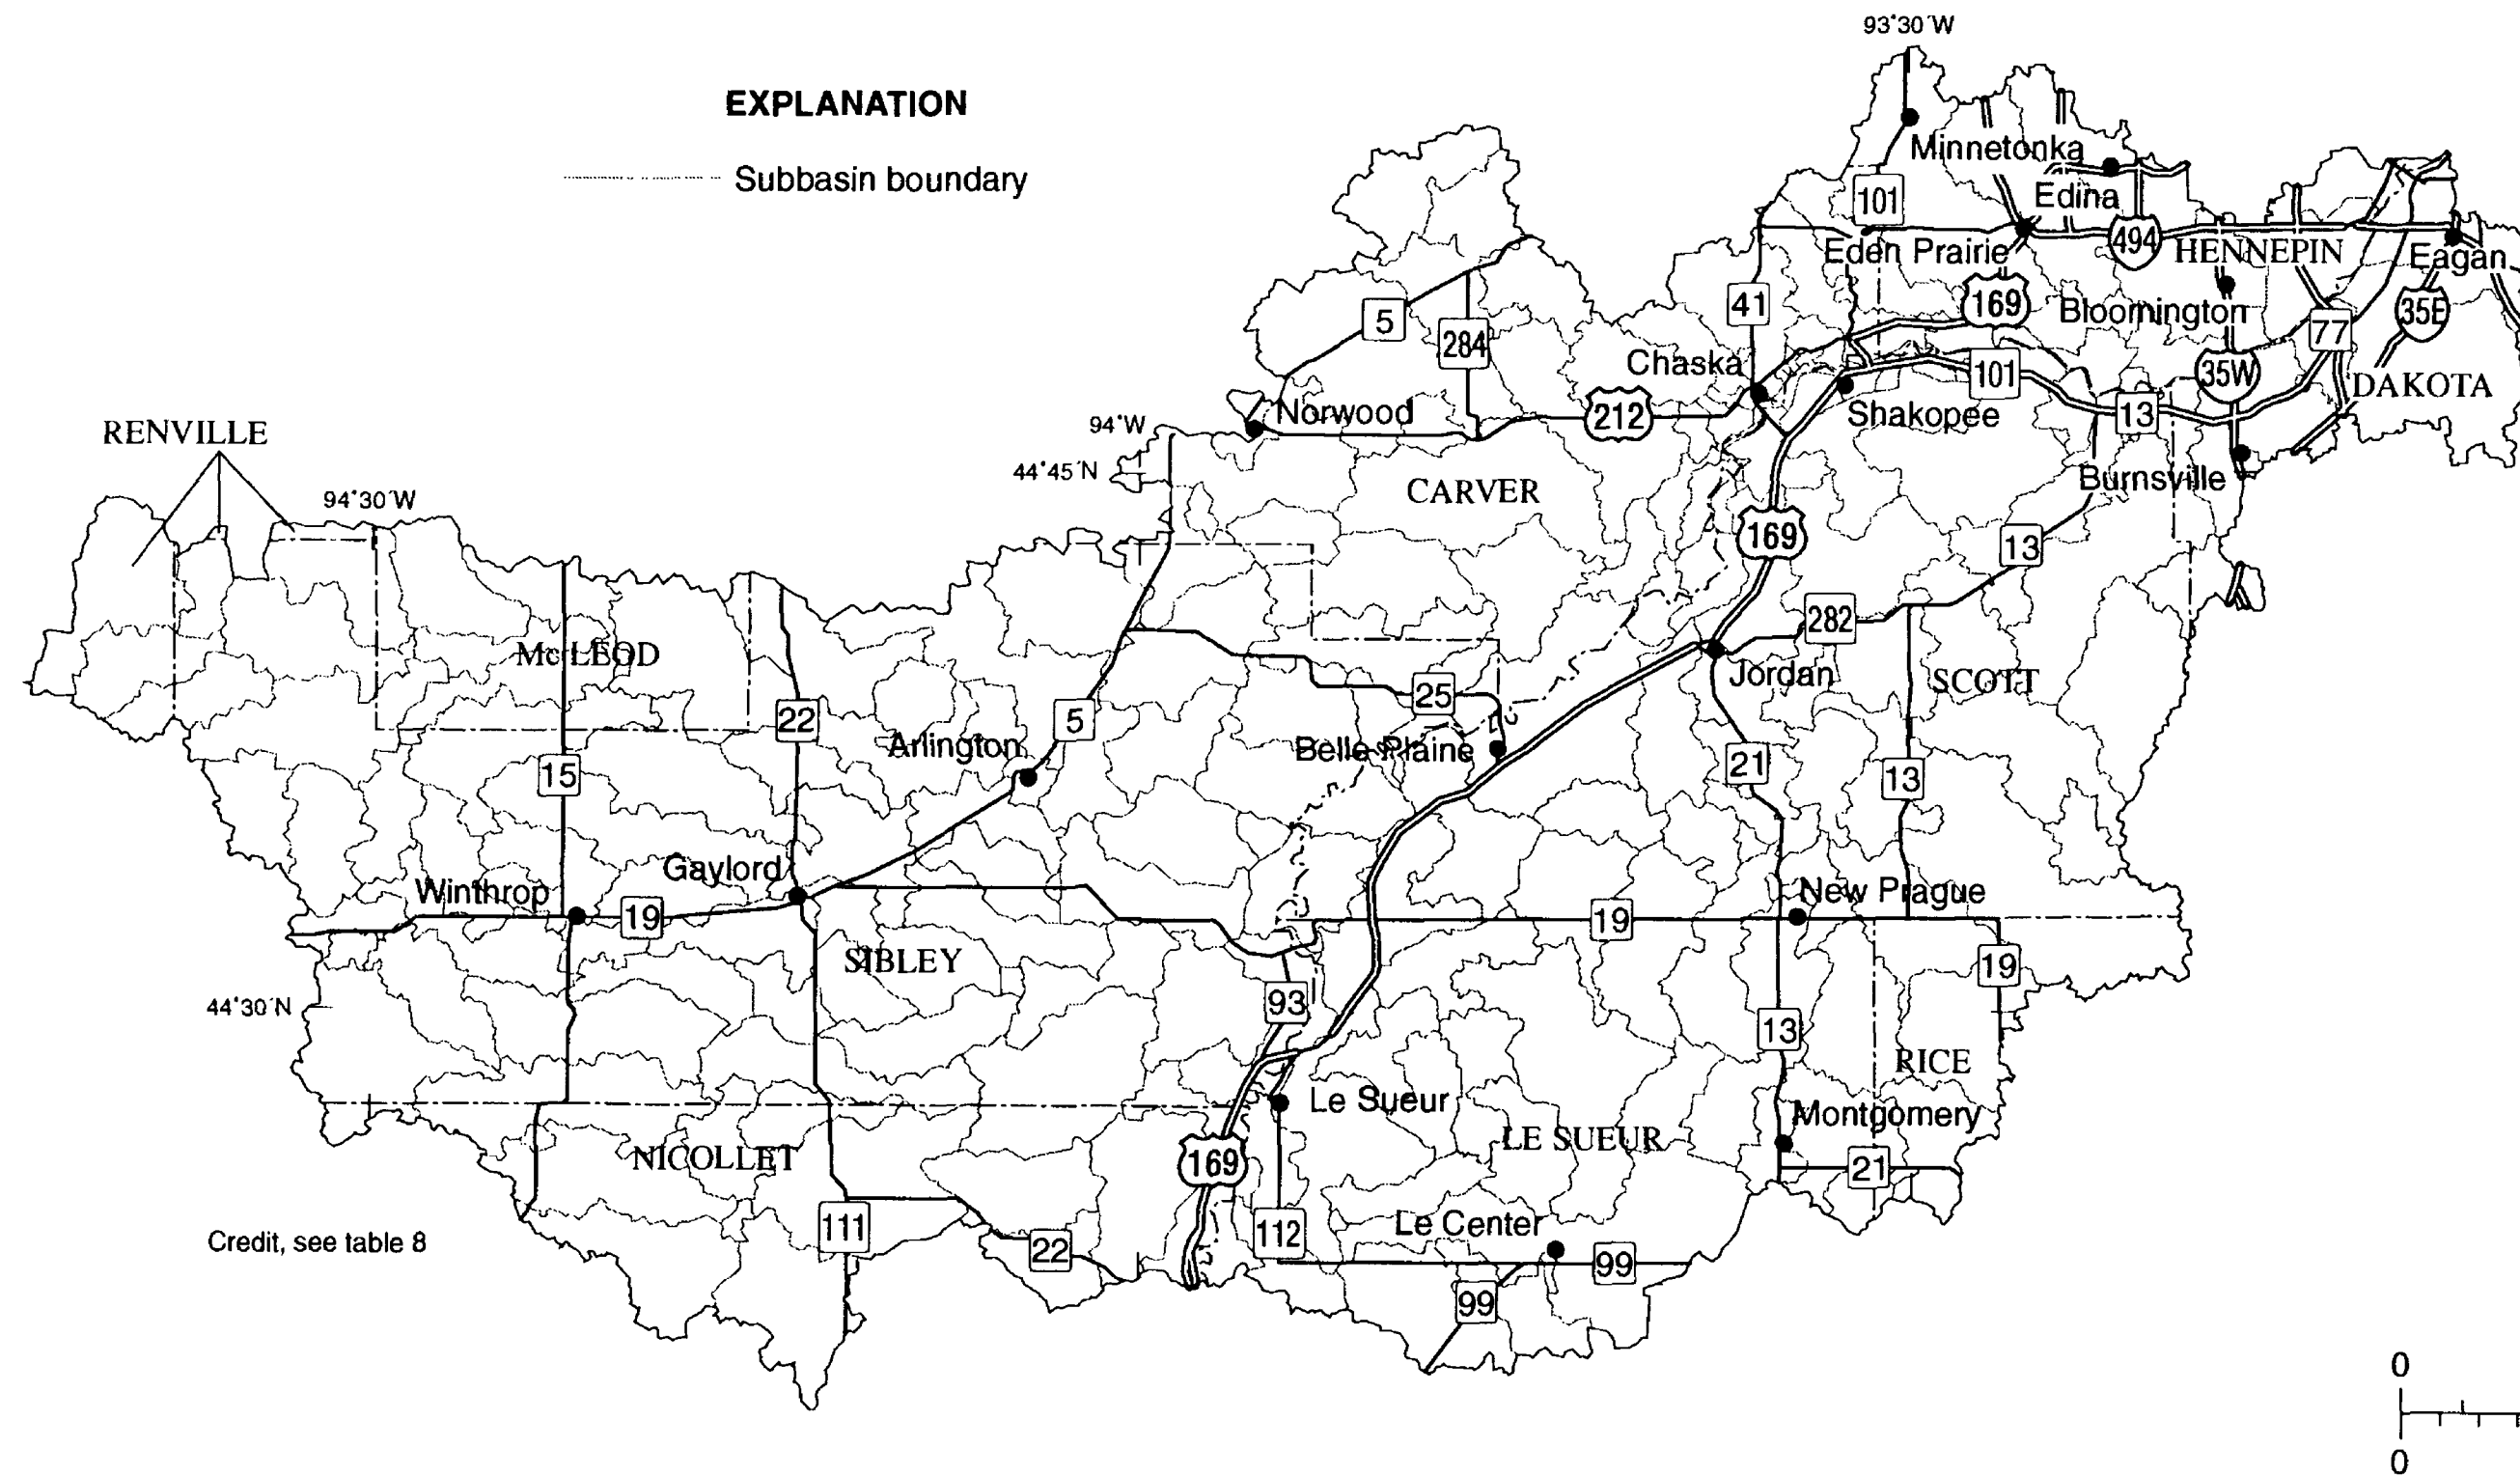 93°30´W
EXPLANATION
Subbasin boundary
Minnetonka
Edina
101
494
HENNEPIN
Eden Prairie
Eagan
41
169
Bloomington
35E
5
284
77
Chaska
35W
101
DAKOTA
Norwood
212
Shakopee
13
94°W
RENVILLE
44°45´N
CARVER
Burnsville
94°30´W
169
13
282
McLEOD
Jordan
SCOTT
25
22
5
Arlington
Belle Plaine
15
21
13
Gaylord
Winthrop
New Prague
19
19
SIBLEY
19
93
44°30´N
13
RICE
Le Sueur
Montgomery
LE SUEUR
NICOLLET
169
21
111
Le Center
112
Credit, see table 8
22
99
99
0
0